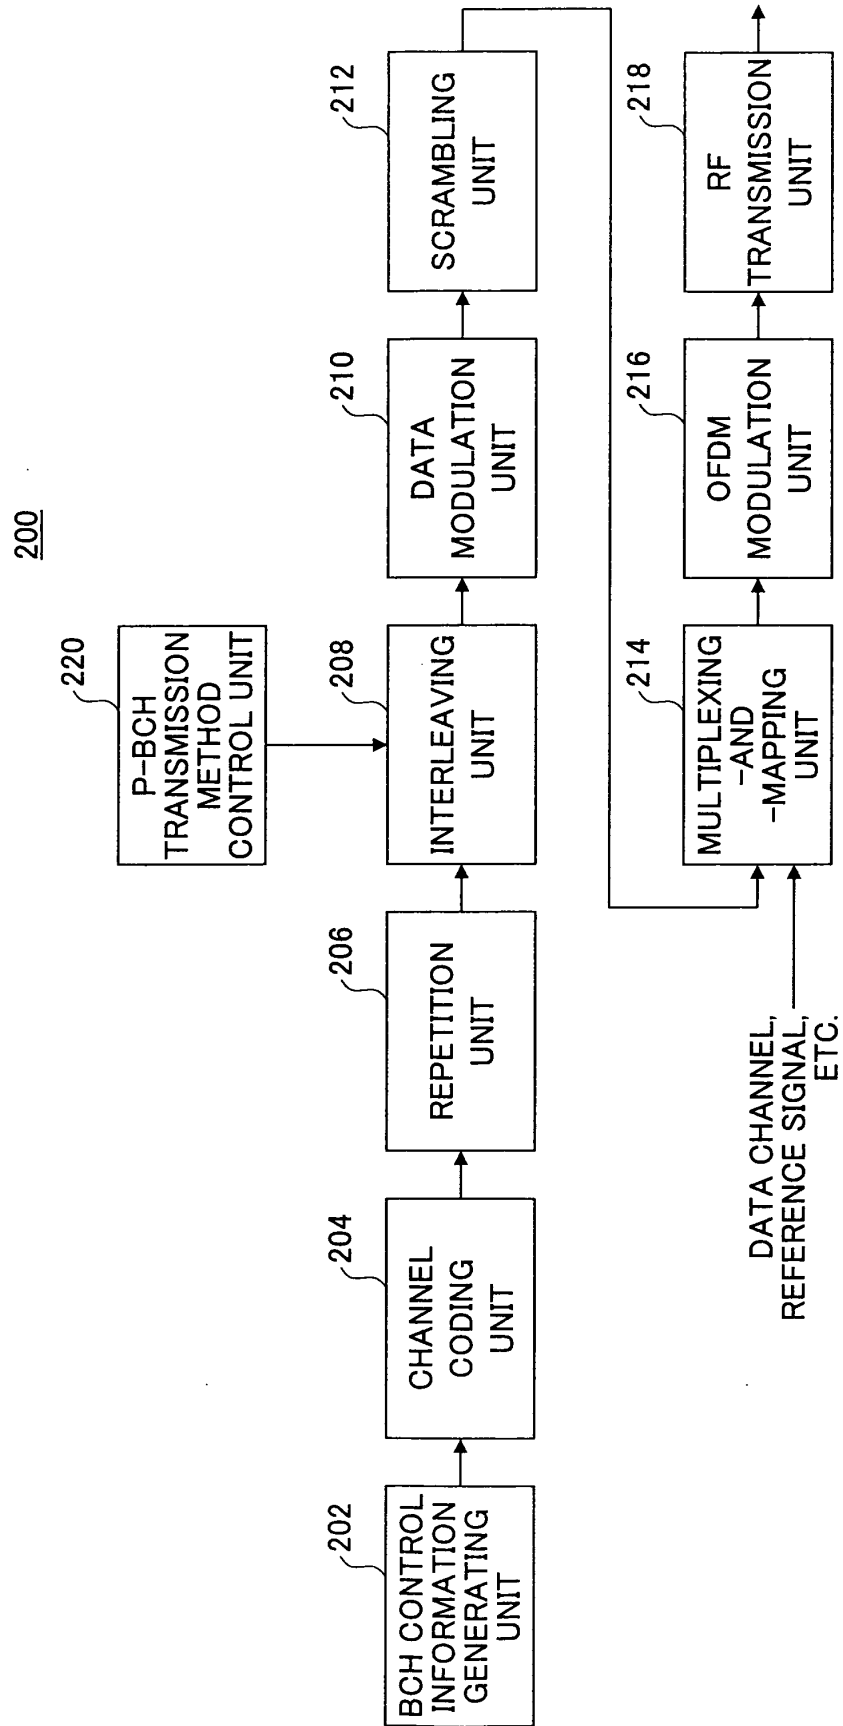 200
220
P-BCH
TRANSMISSION
METHOD
CONTROL UNIT
202
BCH CONTROL
INFORMATION
GENERATING
UNIT
204
CHANNEL
CODING
UNIT
206
REPETITION
UNIT
208
INTERLEAVING
UNIT
210
DATA
MODULATION
UNIT
212
SCRAMBLING
UNIT
DATA CHANNEL,
REFERENCE SIGNAL,
ETC.
214
MULTIPLEXING
-AND
-MAPPING
UNIT
216
OFDM
MODULATION
UNIT
218
RF
TRANSMISSION
UNIT